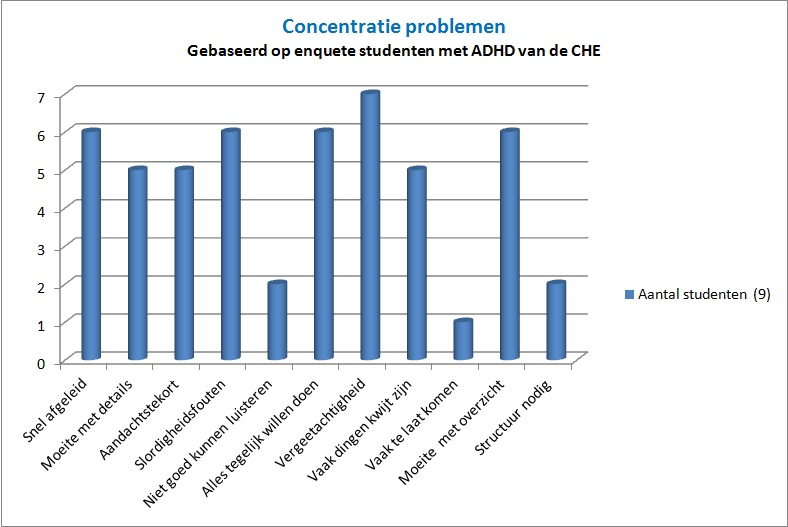 Concentratie problemen
Gebaseerd op enquete studenten met ADHD van de CHE
7
6
5
4
3
2
1
0
Snel afgeleid
Moeite met details
Aandachtstekort
Slordigheidsfouten
Niet goed kunnen luisteren
Alles tegelijk willen doen
Vergeetachtigheid
Vaak dingen kwijt zijn
Vaak te laat komen
Moeite met overzicht
Structuur nodig
Aantal studenten (9)